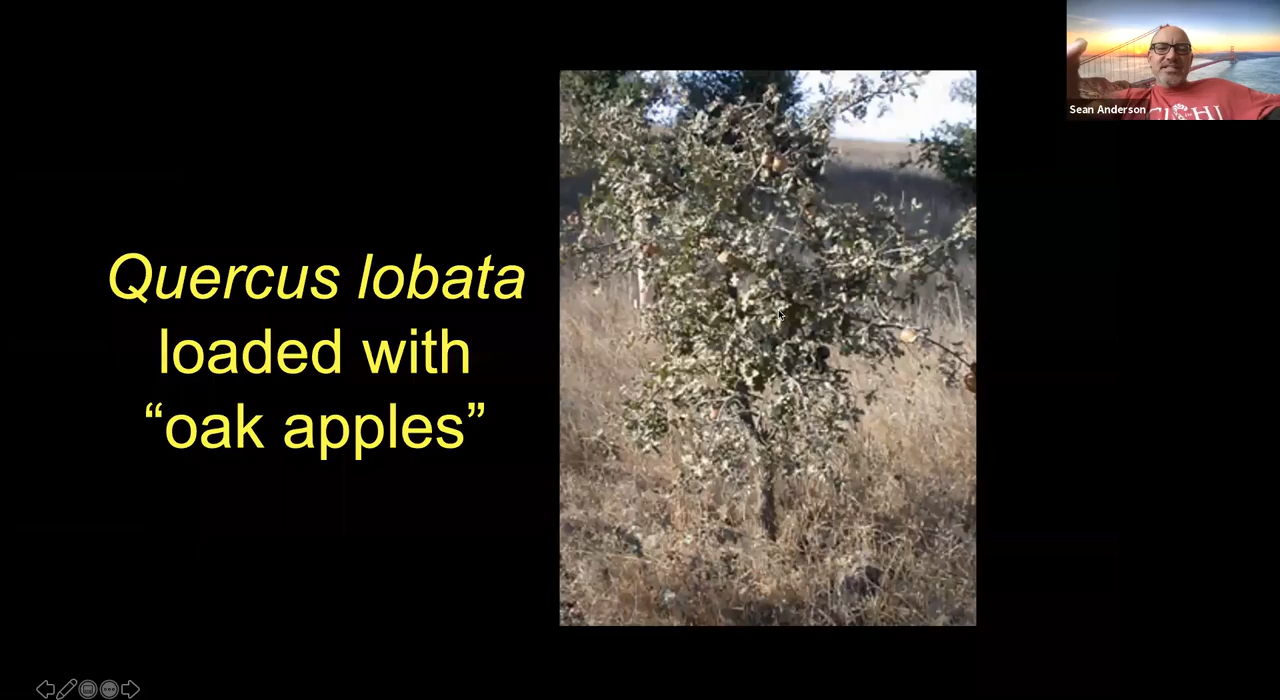 Quercus lobata
loaded with
“oak apples”
Sean Anderson